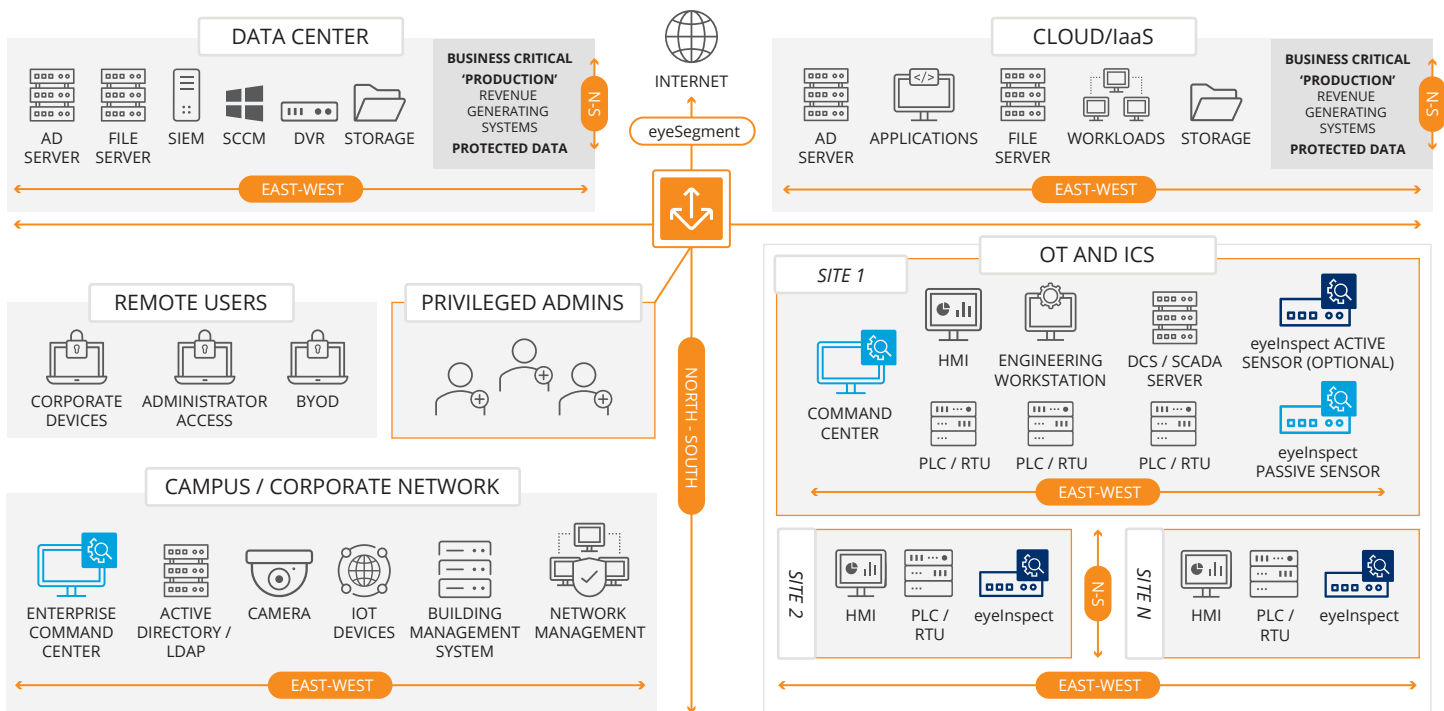 DATA CENTER
AD
SERVER
FILE
SERVER
SIEM
SCCM
DVR
STORAGE
BUSINESS CRITICAL
‘PRODUCTION’
REVENUE
GENERATING
SYSTEMS
PROTECTED DATA
N-S
EAST-WEST
INTERNET
eyeSegment
CLOUD/IaaS
AD
SERVER
</>
APPLICATIONS
FILE
SERVER
WORKLOADS
STORAGE
BUSINESS CRITICAL
‘PRODUCTION’
REVENUE
GENERATING
SYSTEMS
PROTECTED DATA
N-S
EAST-WEST
REMOTE USERS
CORPORATE
DEVICES
ADMINISTRATOR
ACCESS
BYOD
PRIVILEGED ADMINS
NORTH - SOUTH
CAMPUS / CORPORATE NETWORK
ENTERPRISE
COMMAND
CENTER
ACTIVE
DIRECTORY /
LDAP
CAMERA
IOT
DEVICES
BUILDING
MANAGEMENT
SYSTEM
NETWORK
MANAGEMENT
EAST-WEST
OT AND ICS
SITE 1
COMMAND
CENTER
HMI
ENGINEERING
WORKSTATION
DCS / SCADA
SERVER
eyeInspect ACTIVE
SENSOR (OPTIONAL)
PLC / RTU
PLC / RTU
PLC / RTU
eyeInspect
PASSIVE SENSOR
EAST-WEST
SITE 2
HMI
PLC /
RTU
eyeInspect
N-S
SITE N
HMI
PLC /
RTU
eyeInspect
EAST-WEST